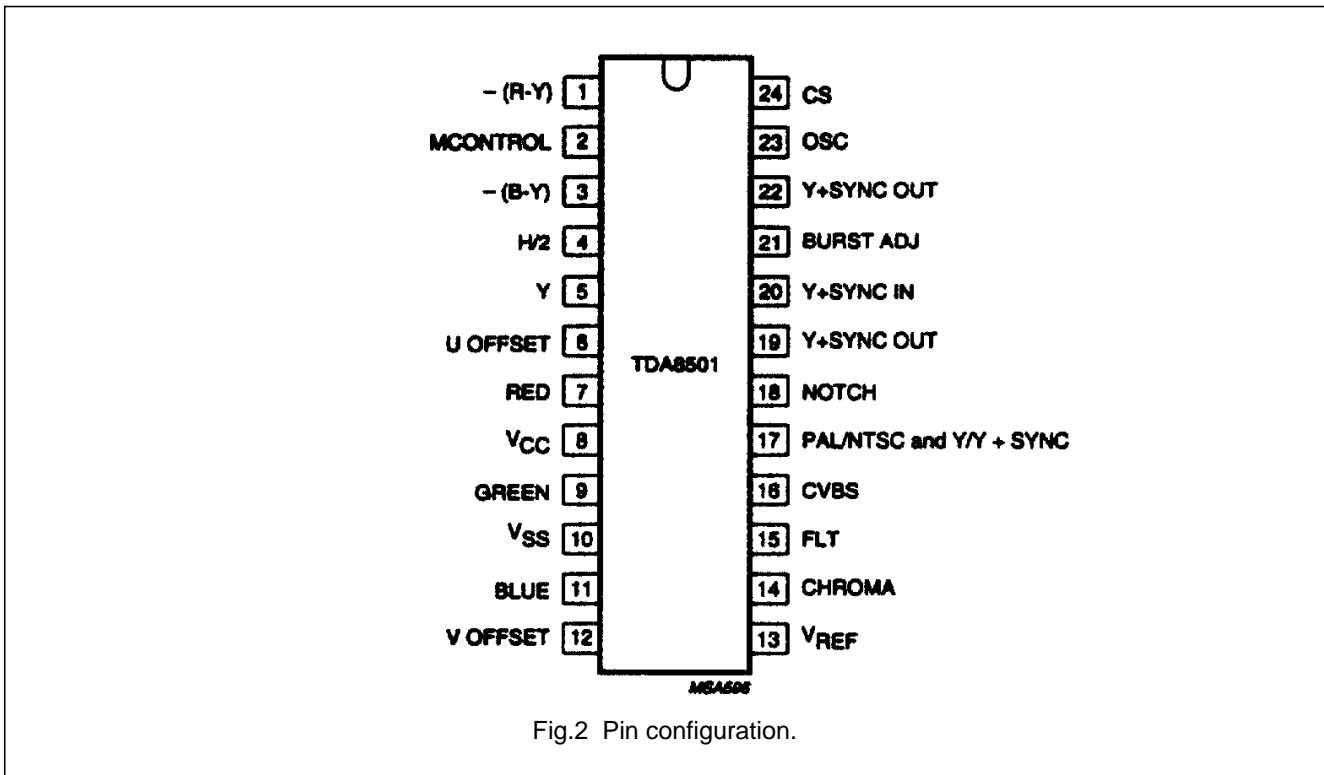 – (R-Y) 1 24 CS
MCONTROL 2 23 OSC
– (B-Y) 3 22 Y+SYNC OUT
H/2 4 21 BURST ADJ
Y 5 20 Y+SYNC IN
U OFFSET 6 19 Y+SYNC OUT
TDA8501
RED 7 18 NOTCH
VCC 8 17 PAL/NTSC and Y/Y + SYNC
GREEN 9 16 CVBS
VSS 10 15 FLT
BLUE 11 14 CHROMA
V OFFSET 12 13 VREF
Fig.2 Pin configuration.